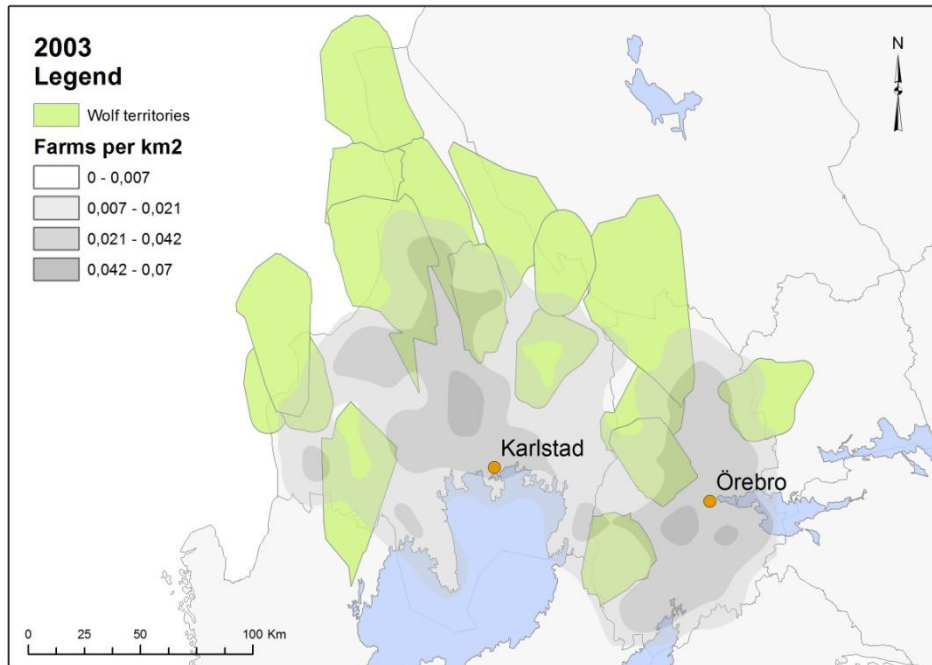 2003
Legend
Wolf territories
Farms per km2
0 - 0,007
0,007 - 0,021
0,021 - 0,042
0,042 - 0,07
N
Karlstad
Örebro
0 25 50 100 Km